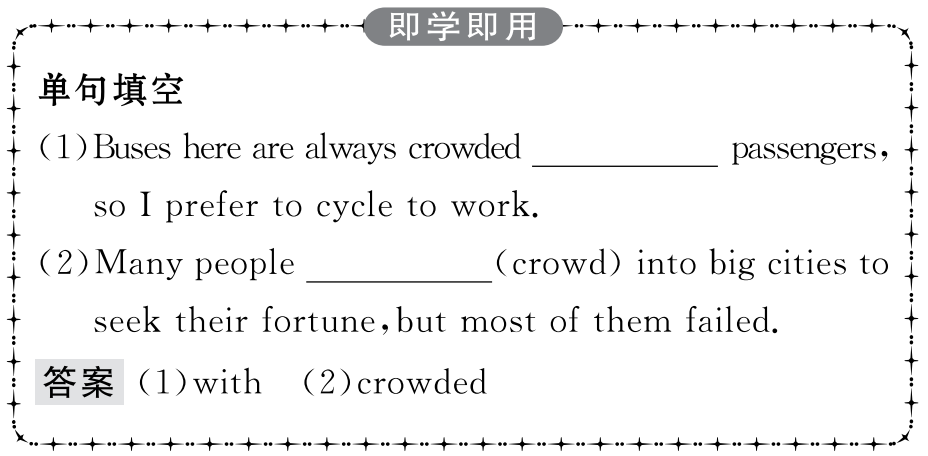 即学即用
单句填空
(1)Buses here are always crowded __________ passengers,
so I prefer to cycle to work.
(2)Many people __________(crowd) into big cities to
seek their fortune,but most of them failed.
答案 (1)with (2)crowded